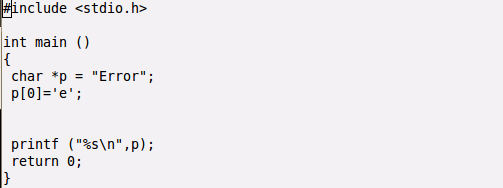 #include <stdio.h>
int main ()
{
char *p = "Error";
p[0]='e';
printf ("%s\n",p);
return 0;
}